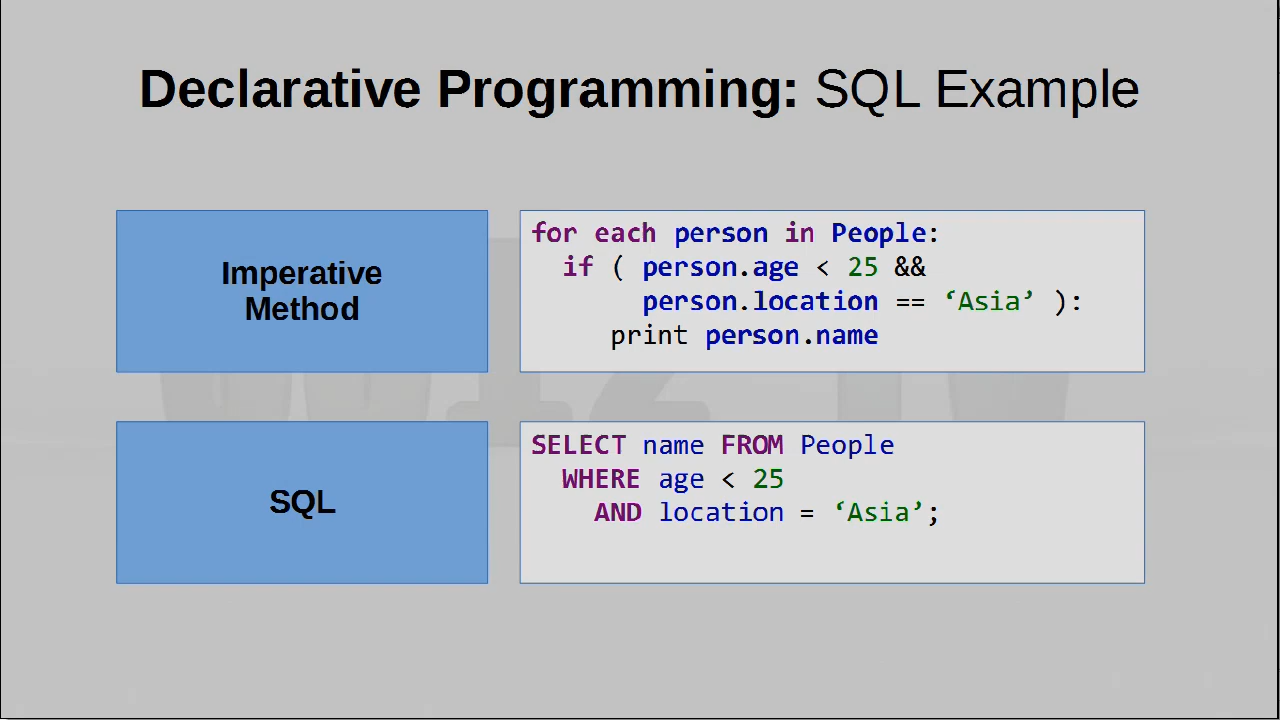 Declarative Programming: SQL Example
Imperative
Method
for each person in People:
if ( person.age < 25 &&
person.location == ‘Asia’ ):
print person.name
SQL
SELECT name FROM People
WHERE age < 25
AND location = ‘Asia’;